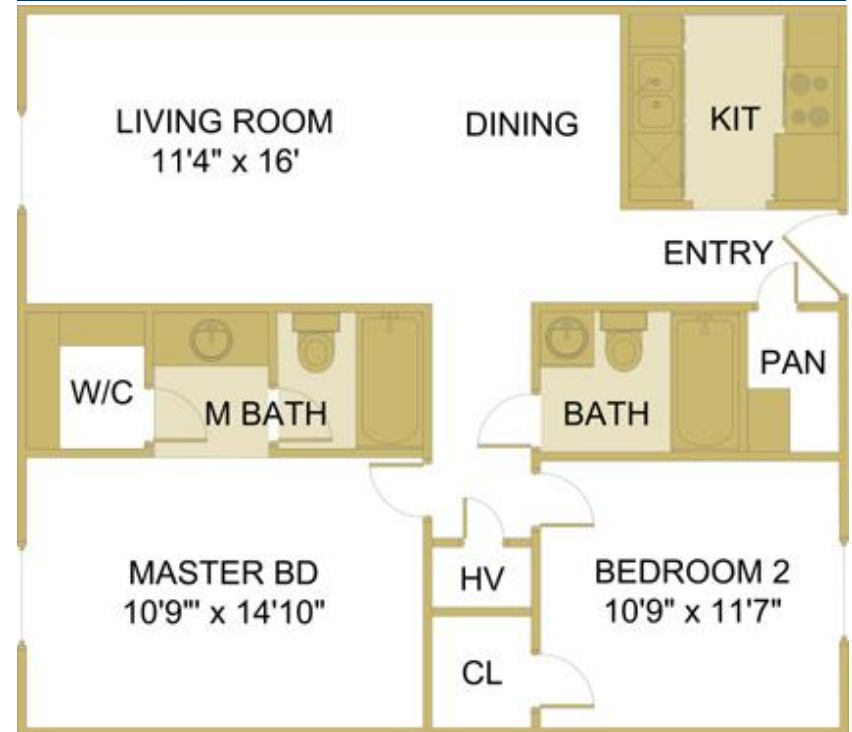 LIVING ROOM
11'4" x 16'
DINING
KIT
ENTRY
W/C
M BATH
BATH
PAN
MASTER BD
10'9"' x 14'10"
HV
BEDROOM 2
10'9" x 11'7"
CL